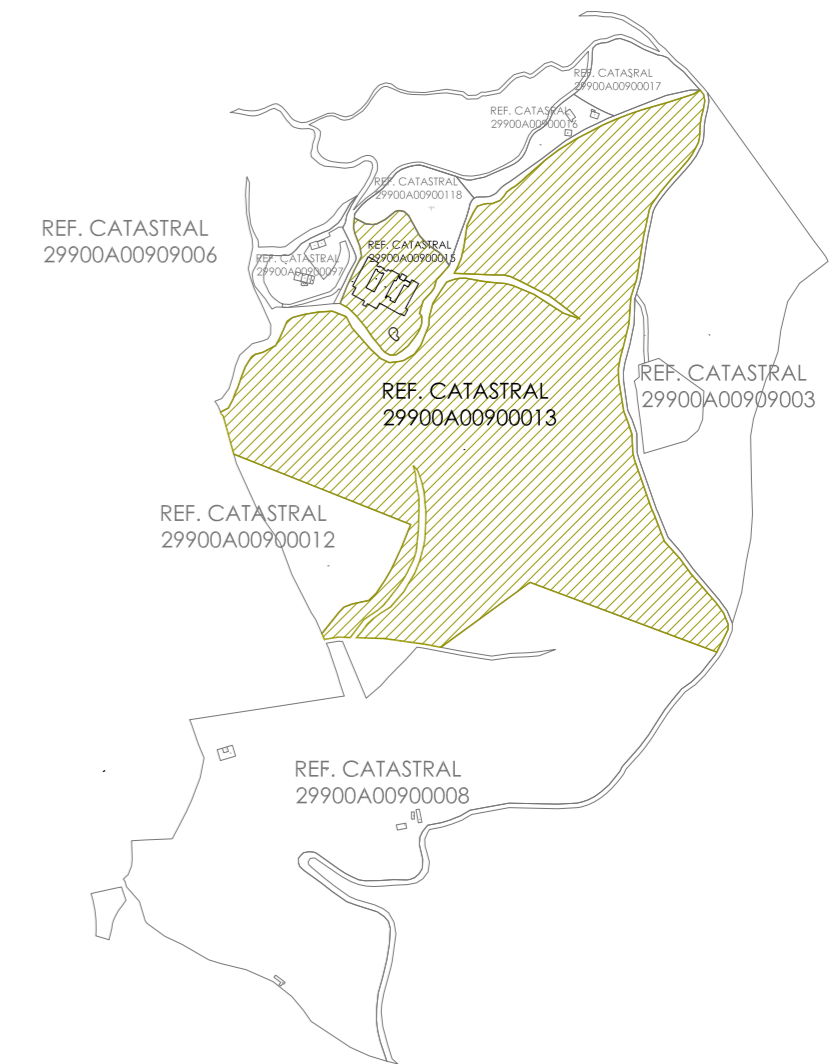 REF. CATASRAL
29900A00900017
REF. CATASRAL
29900A00900016
REF. CATASTRAL
29900A00900118
REF. CATASTRAL
29900A00909006
REF. CATASTRAL
29900A00900015
REF. CATASTRAL
29900A00900097
REF. CATASTRAL
29900A00909003
REF. CATASTRAL
29900A00900013
REF. CATASTRAL
29900A00900012
REF. CATASTRAL
29900A00900008